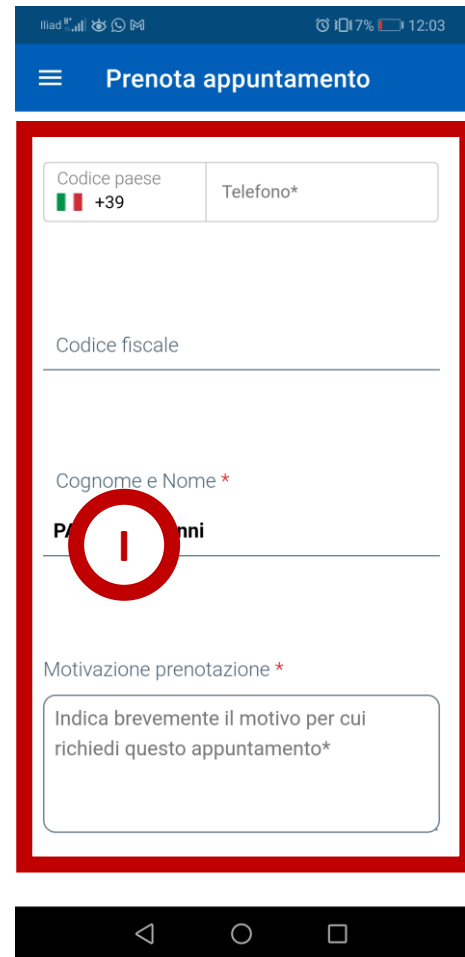 Iliad 7% 12:03
Prenota appuntamento
Codice paese
+39
Telefono*
Codice fiscale
Cognome e Nome *
I
Motivazione prenotazione *
Indica brevemente il motivo per cui
richiedi questo appuntamento*